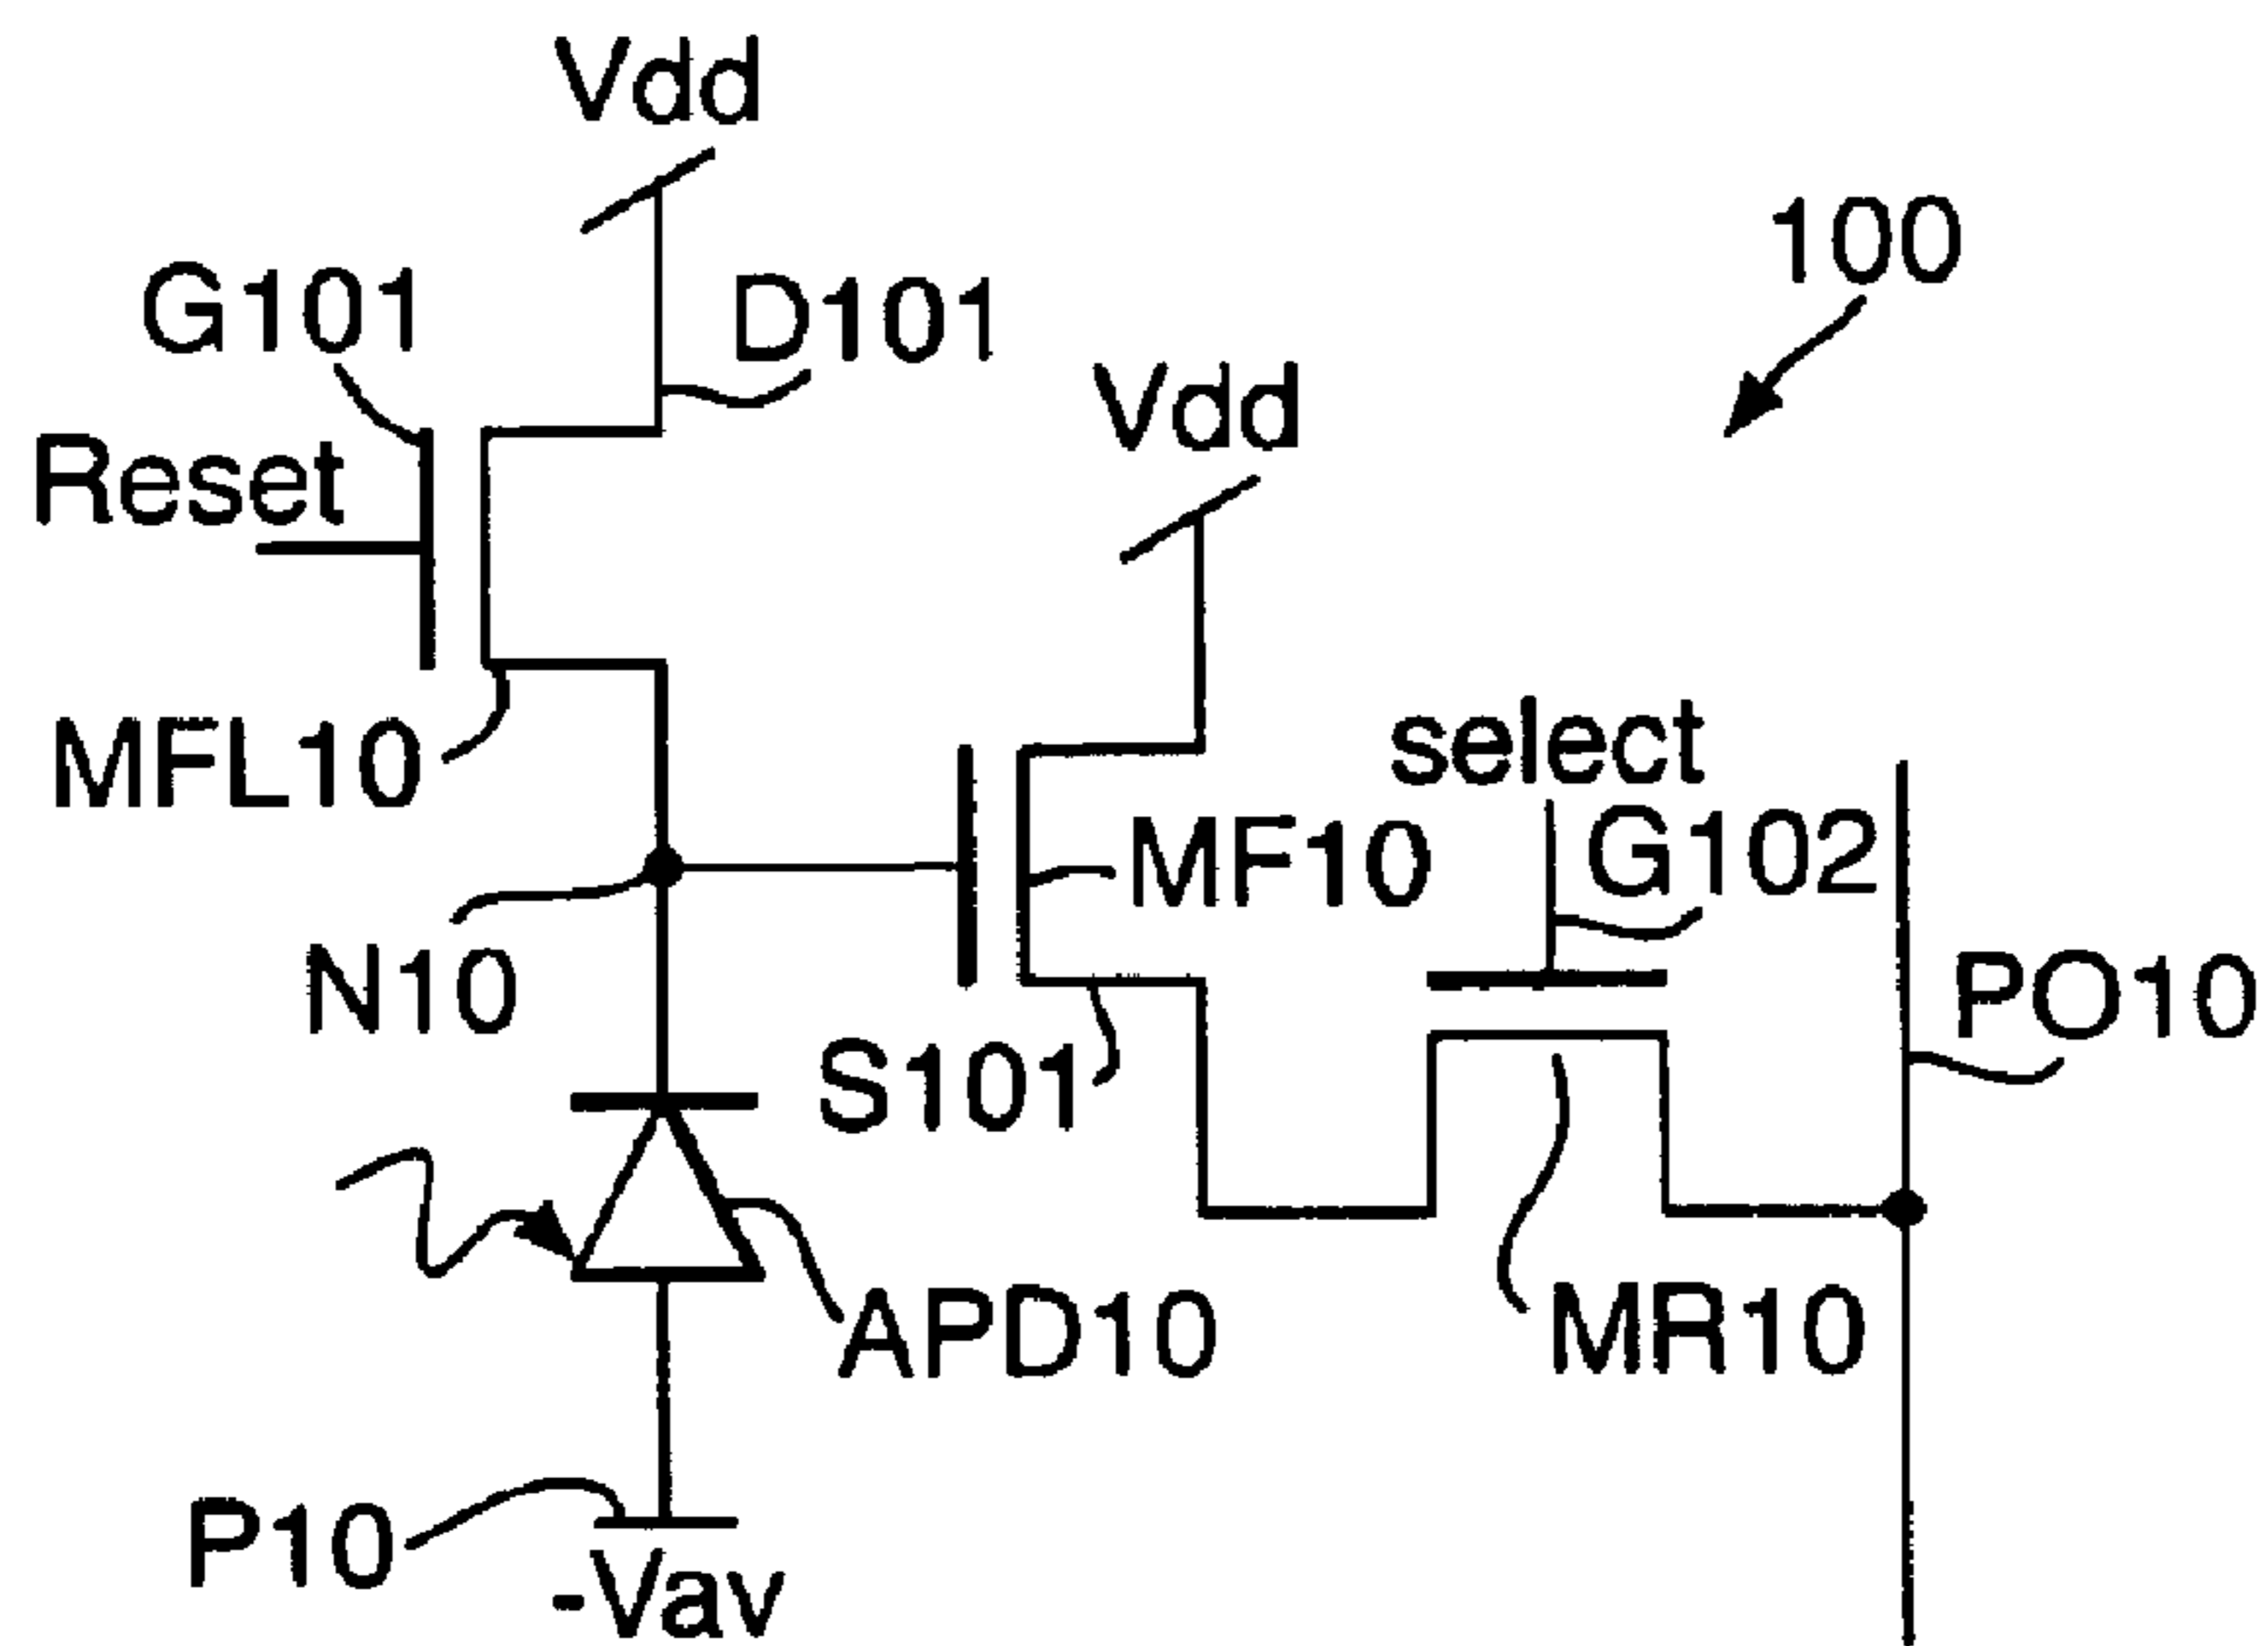 Vdd
100
G101
D101
Vdd
Reset
select
MFL10
MF10
G102
N10
PO10
S101
APD10
MR10
P10
-Vav